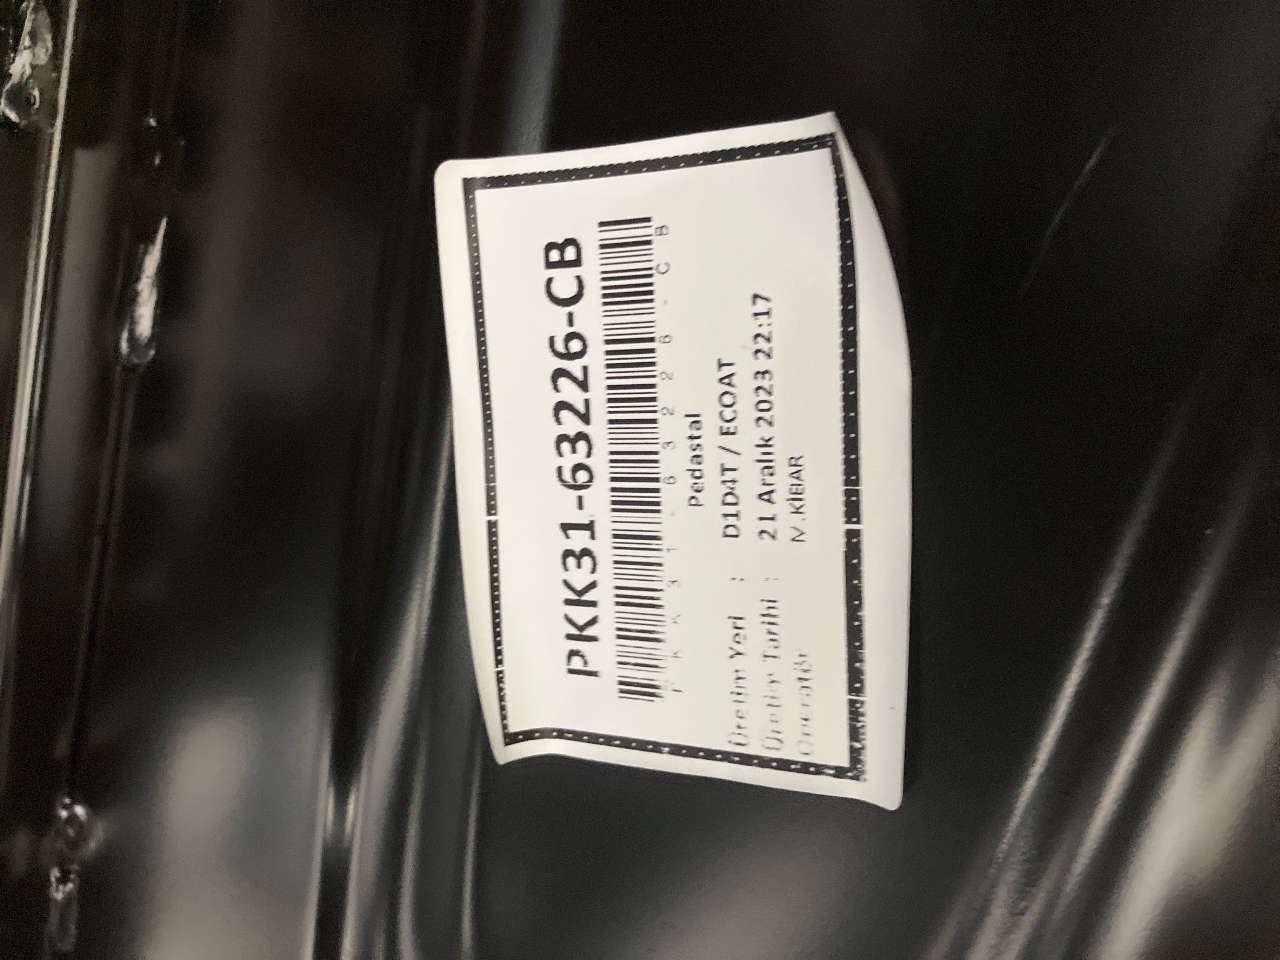 PKK31-63226-CB
P K K 3 1 - 6 3 2 2 6 - C B
Pedastal
Üretim Yeri : D1D4T / ECOAT
Üretim Tarihi : 21 Aralık 2023 22:17
Operatör